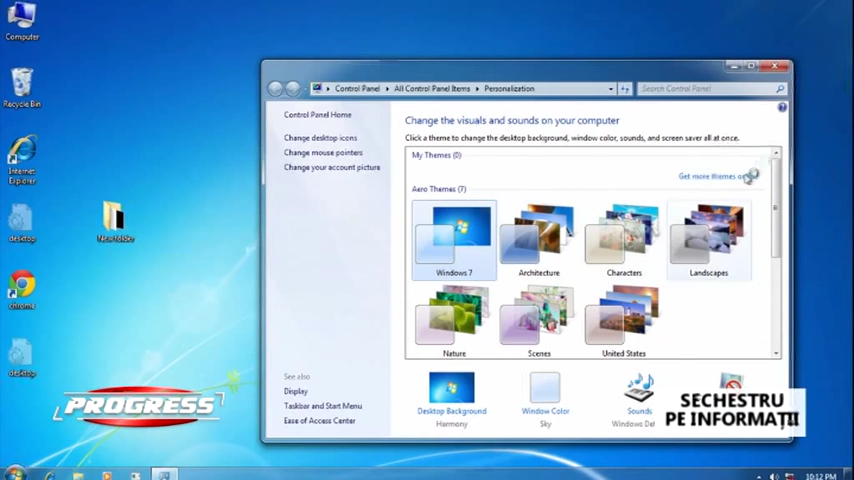 Computer
Recycle Bin
Internet
Explorer
desktop
New folder
chrome
desktop
Control Panel
All Control Panel Items
Personalization
Search Control Panel
Control Panel Home
Change desktop icons
Change mouse pointers
Change your account picture
See also
Display
Taskbar and Start Menu
Ease of Access Center
Change the visuals and sounds on your computer
Click a theme to change the desktop background, window color, sounds, and screen saver all at once.
My Themes (0)
Get more themes
Aero Themes (7)
Windows 7
Architecture
Characters
Landscapes
Nature
Scenes
United States
Desktop Background
Harmony
Window Color
Sky
Sounds
Windows
PROGRESS
SECHESTRU
PE INFORMAȚII
10:12 PM